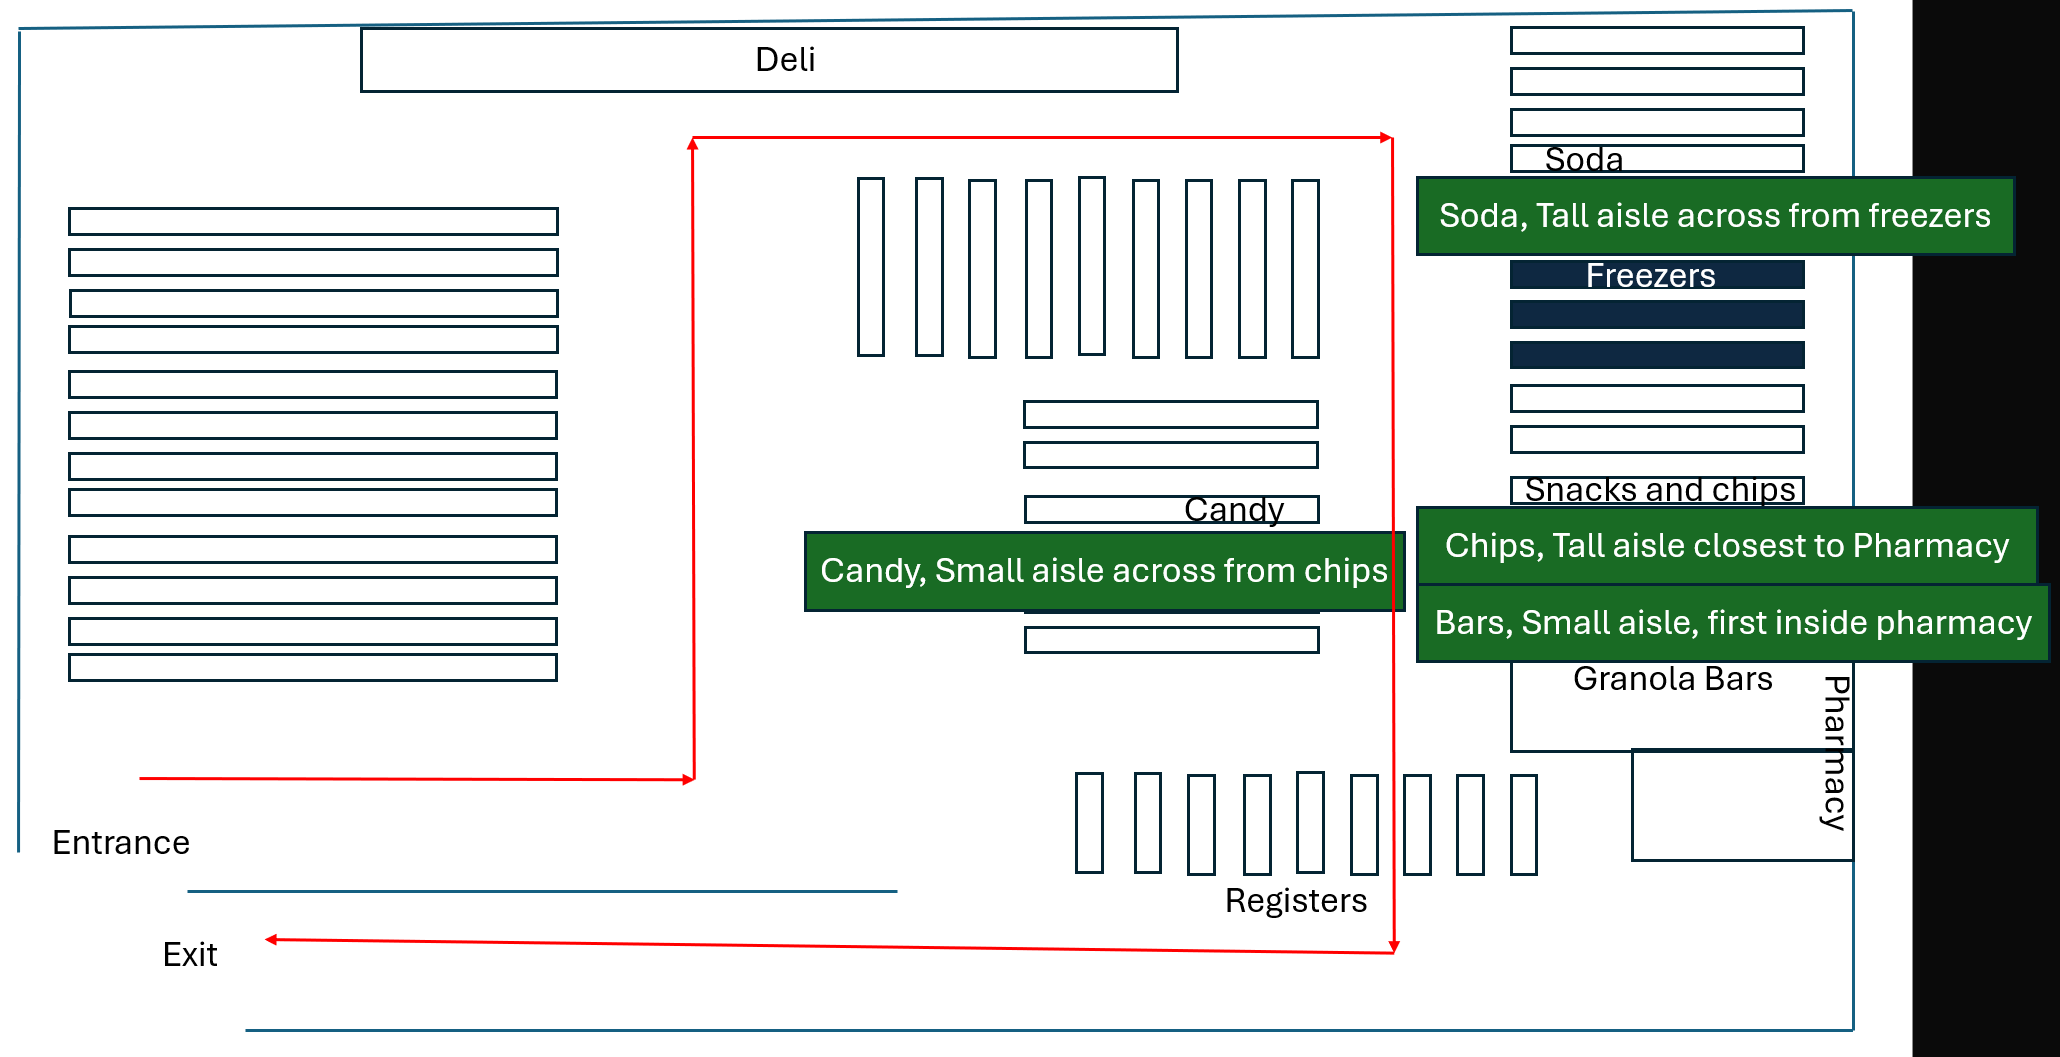 Deli
Soda
Soda, Tall aisle across from freezers
Freezers
Snacks and chips
Candy
Chips, Tall aisle closest to Pharmacy
Candy, Small aisle across from chips
Bars, Small aisle, first inside pharmacy
Granola Bars
Pharmacy
Entrance
Registers
Exit